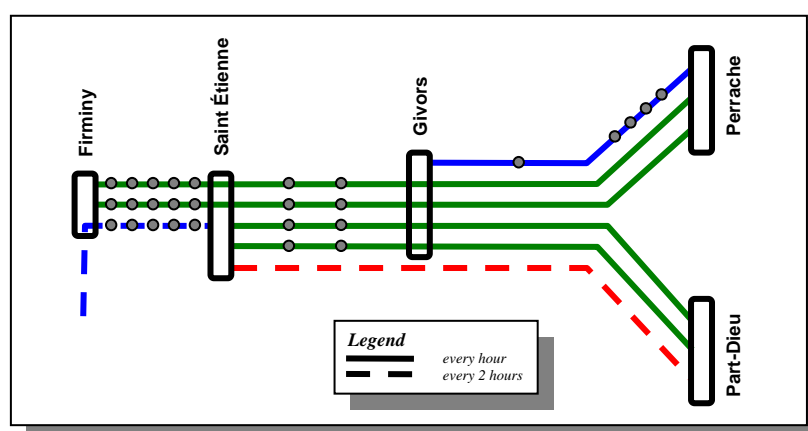 Firminy
Saint Étienne
Givors
Perrache
Part-Dieu
Legend
every hour
every 2 hours